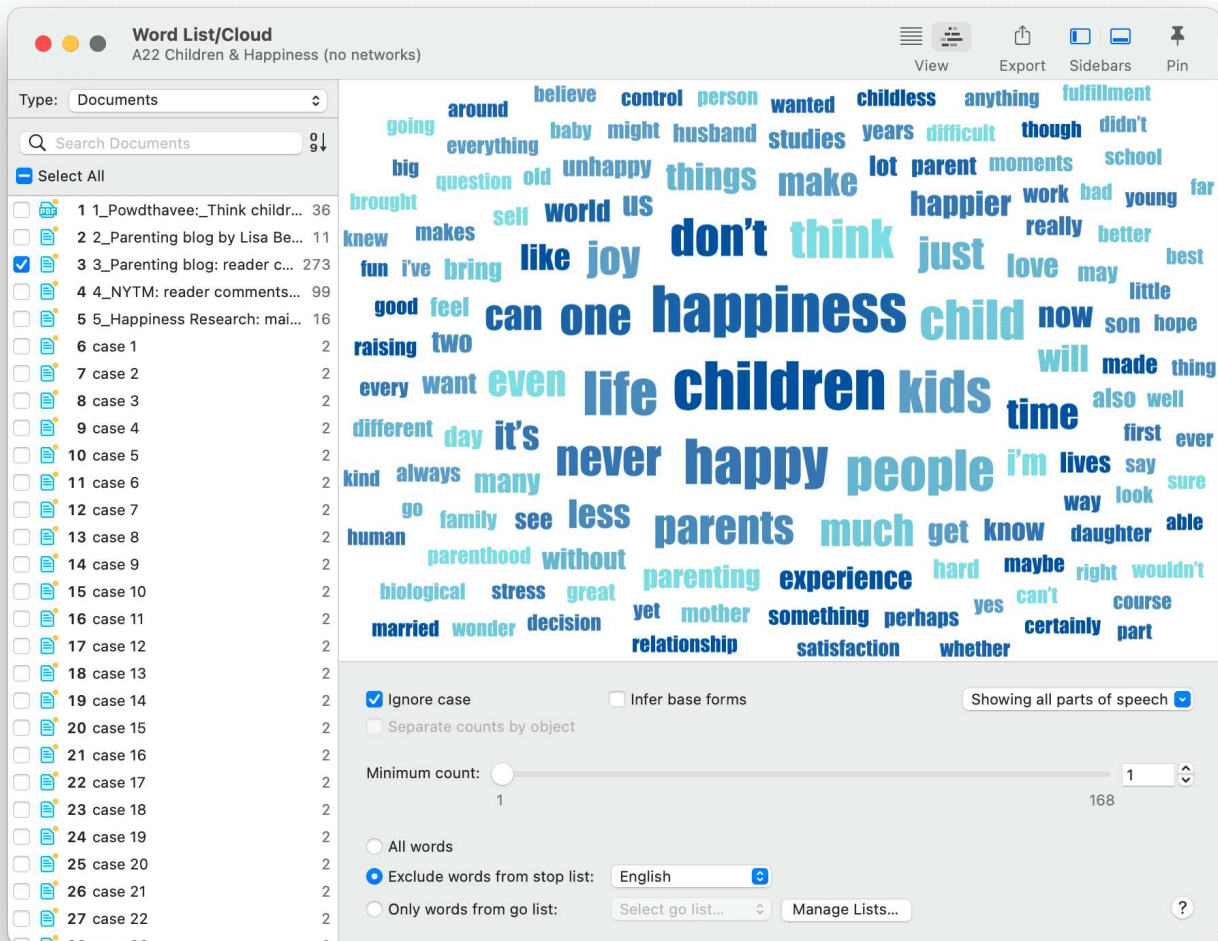 Word List/Cloud
A22 Children & Happiness (no networks)
View
Export
Sidebars
Pin
Type: Documents
Search Documents
Select All
1 1_Powdthavee:_Think childr... 36
2 2_Parenting blog by Lisa Be... 11
3 3_Parenting blog: reader c... 273
4 4_NYTM: reader comments... 99
5 5_Happiness Research: mai... 16
6 case 1 2
7 case 2 2
8 case 3 2
9 case 4 2
10 case 5 2
11 case 6 2
12 case 7 2
13 case 8 2
14 case 9 2
15 case 10 2
16 case 11 2
17 case 12 2
18 case 13 2
19 case 14 2
20 case 15 2
21 case 16 2
22 case 17 2
23 case 18 2
24 case 19 2
25 case 20 2
26 case 21 2
27 case 22 2
around believe control person wanted childless anything fulfillment
going everything baby might husband studies years difficult though didn't
big question old unhappy things make lot parent moments school
brought self world us happier work bad young far
knew makes don't think just really better
fun i've bring like joy love may best
good feel can one happiness child now son hope little
raising two will made thing
every want even life children kids time also well
different day it's first ever
kind always many never happy people i'm lives say sure
go family see less parents much get know way look
human daughter able
parenthood without parenting experience hard maybe right wouldn't
biological stress great yet mother something perhaps yes can't course
married wonder decision certainly part
relationship satisfaction whether
Ignore case
Infer base forms
Showing all parts of speech
Separate counts by object
Minimum count: 1
1 168
All words
Exclude words from stop list: English
Only words from go list: Select go list... Manage Lists...
?